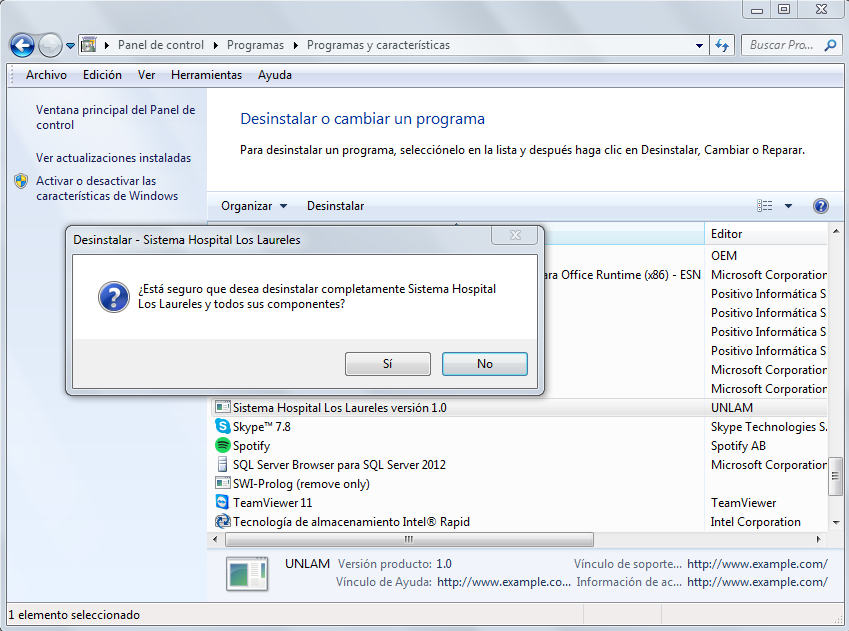 Panel de control Programas Programas y características
Buscar Pro...
Archivo Edición Ver Herramientas Ayuda
Ventana principal del Panel de
control
Ver actualizaciones instaladas
Activar o desactivar las
características de Windows
Desinstalar o cambiar un programa
Para desinstalar un programa, selecciónelo en la lista y después haga clic en Desinstalar, Cambiar o Reparar.
Organizar Desinstalar
Desinstalar - Sistema Hospital Los Laureles
¿Está seguro que desea desinstalar completamente Sistema Hospital
Los Laureles y todos sus componentes?
Sí No
Editor
OEM
ara Office Runtime (x86) - ESN Microsoft Corporation
Positivo Informática S
Positivo Informática S
Positivo Informática S
Positivo Informática S
Microsoft Corporation
Microsoft Corporation
Sistema Hospital Los Laureles versión 1.0 UNLAM
Skype™ 7.8 Skype Technologies S.
Spotify Spotify AB
SQL Server Browser para SQL Server 2012 Microsoft Corporation
SWI-Prolog (remove only)
TeamViewer 11 TeamViewer
Tecnología de almacenamiento Intel® Rapid Intel Corporation
UNLAM Versión producto: 1.0 Vínculo de soporte... http://www.example.com/
Vínculo de Ayuda: http://www.example.co... Información de ac... http://www.example.com/
1 elemento seleccionado